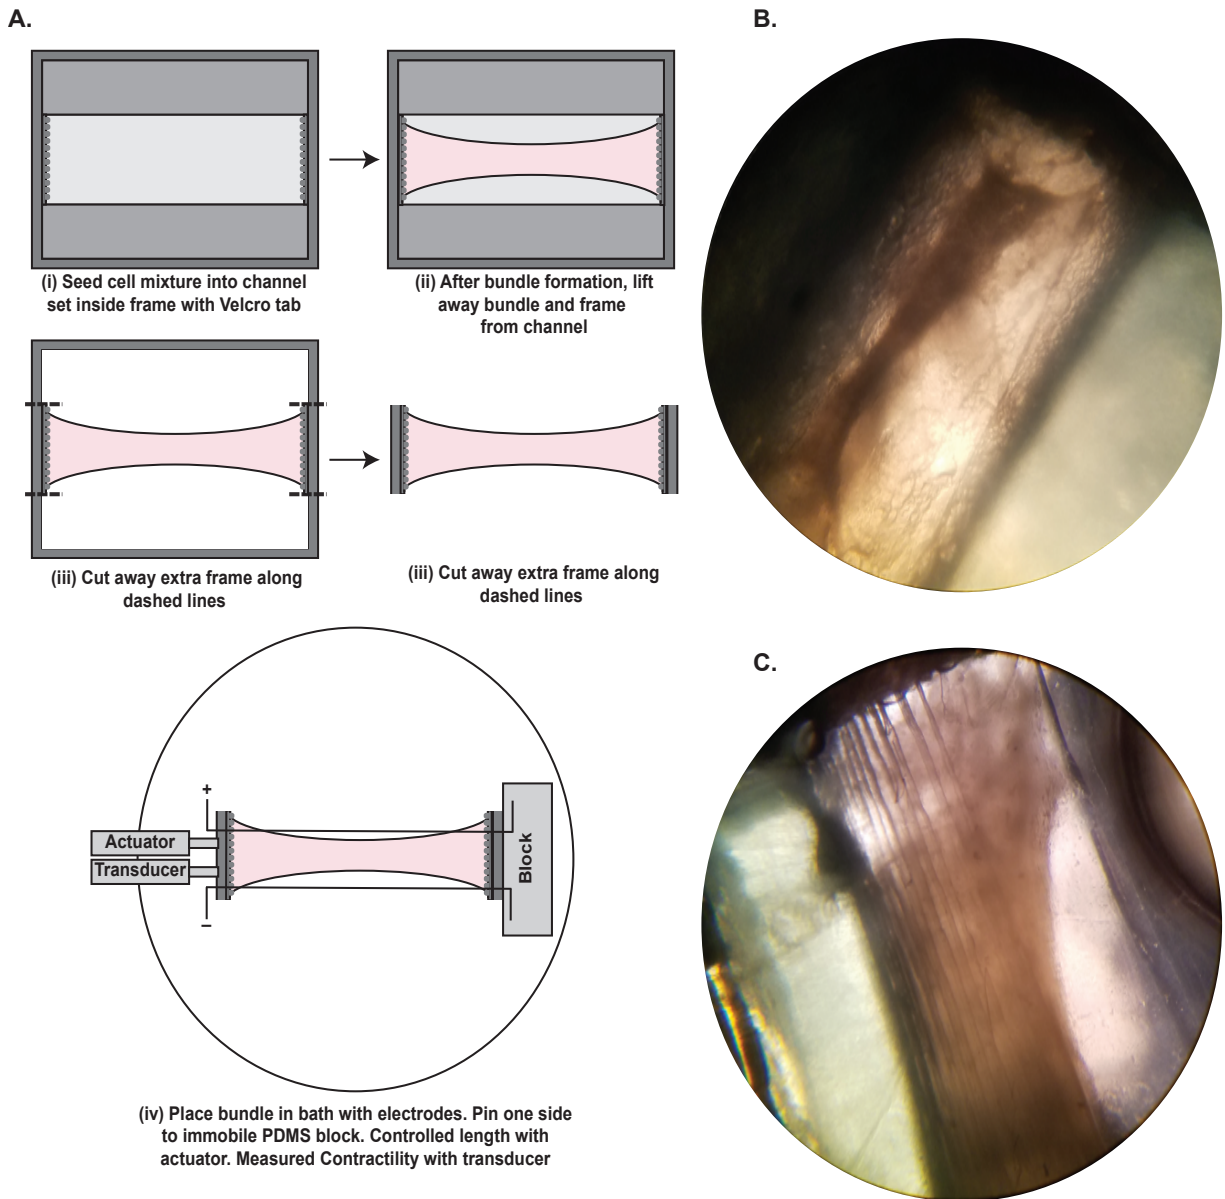 A.
(i) Seed cell mixture into channel
set inside frame with Velcro tab
(ii) After bundle formation, lift
away bundle and frame
from channel
(iii) Cut away extra frame along
dashed lines
(iii) Cut away extra frame along
dashed lines
+
Actuator
Transducer
–
Block
(iv) Place bundle in bath with electrodes. Pin one side
to immobile PDMS block. Controlled length with
actuator. Measured Contractility with transducer
B.
C.